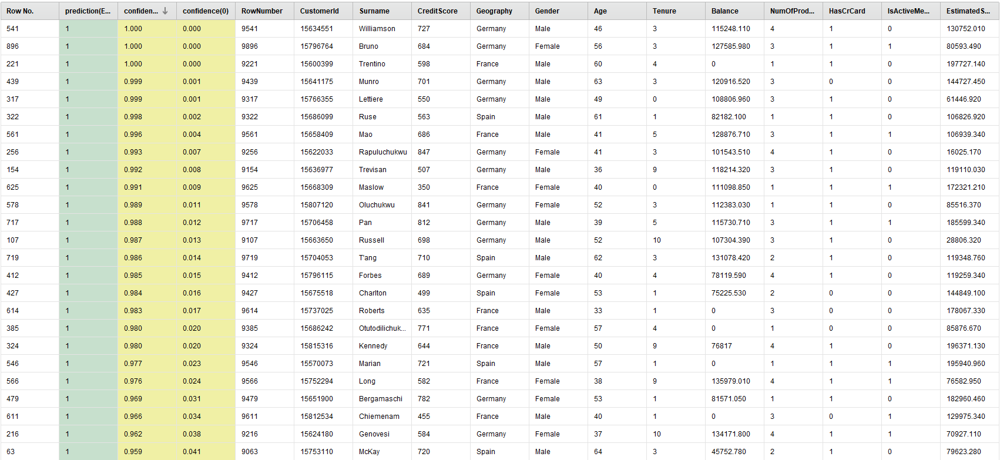 Row No. prediction(E... confiden... ↓ confidence(0) RowNumber CustomerId Surname CreditScore Geography Gender Age Tenure Balance NumOfProd... HasCrCard IsActiveMe... EstimatedS...
541 1 1.000 0.000 9541 15634551 Williamson 727 Germany Male 46 3 115248.110 4 1 0 130752.010
896 1 1.000 0.000 9896 15796764 Bruno 684 Germany Female 56 3 127585.980 3 1 1 80593.490
221 1 1.000 0.000 9221 15600399 Trentino 598 France Male 60 4 0 1 1 0 197727.140
439 1 0.999 0.001 9439 15641175 Munro 701 Germany Male 63 3 120916.520 3 0 0 144727.450
317 1 0.999 0.001 9317 15766355 Lettiere 550 Germany Male 49 0 108806.960 3 1 0 61446.920
322 1 0.998 0.002 9322 15686099 Ruse 563 Spain Male 61 1 82182.100 1 1 0 106826.920
561 1 0.996 0.004 9561 15658409 Mao 686 France Male 41 5 128876.710 3 1 1 106939.340
256 1 0.993 0.007 9256 15622033 Rapuluchukwu 847 Germany Female 41 3 101543.510 4 1 0 16025.170
154 1 0.992 0.008 9154 15636977 Trevisan 507 Germany Male 36 9 118214.320 3 1 0 119110.030
625 1 0.991 0.009 9625 15668309 Maslow 350 France Female 40 0 111098.850 1 1 1 172321.210
578 1 0.989 0.011 9578 15807120 Oluchukwu 841 Germany Female 52 3 112383.030 1 1 0 85516.370
717 1 0.988 0.012 9717 15706458 Pan 812 Germany Male 39 5 115730.710 3 1 1 185599.340
107 1 0.987 0.013 9107 15663650 Russell 698 Germany Male 52 10 107304.390 3 1 0 28806.320
719 1 0.986 0.014 9719 15704053 T'ang 710 Spain Male 62 3 131078.420 2 1 0 119348.760
412 1 0.985 0.015 9412 15796115 Forbes 689 Germany Female 40 4 78119.590 4 1 0 119259.340
427 1 0.984 0.016 9427 15675518 Charlton 499 Spain Female 53 1 75225.530 2 0 0 144849.100
614 1 0.983 0.017 9614 15737025 Roberts 635 France Male 33 1 0 3 1 0 178067.330
385 1 0.980 0.020 9385 15686242 Otutodilichuk... 771 France Female 57 4 0 1 1 0 85876.670
324 1 0.980 0.020 9324 15815316 Kennedy 644 France Male 50 9 76817 4 1 0 196371.130
546 1 0.977 0.023 9546 15570073 Marian 721 Spain Male 57 1 0 1 1 1 195940.960
566 1 0.976 0.024 9566 15752294 Long 582 France Female 38 9 135979.010 4 1 1 76582.950
479 1 0.969 0.031 9479 15651900 Bergamaschi 782 Germany Female 53 1 81571.050 1 1 0 182960.460
611 1 0.966 0.034 9611 15812534 Chiemenam 455 France Male 40 1 0 3 0 1 129975.340
216 1 0.962 0.038 9216 15624180 Genovesi 584 Germany Female 37 10 134171.800 4 1 1 70927.110
63 1 0.959 0.041 9063 15753110 McKay 720 Spain Male 64 3 45752.780 2 1 0 79623.280